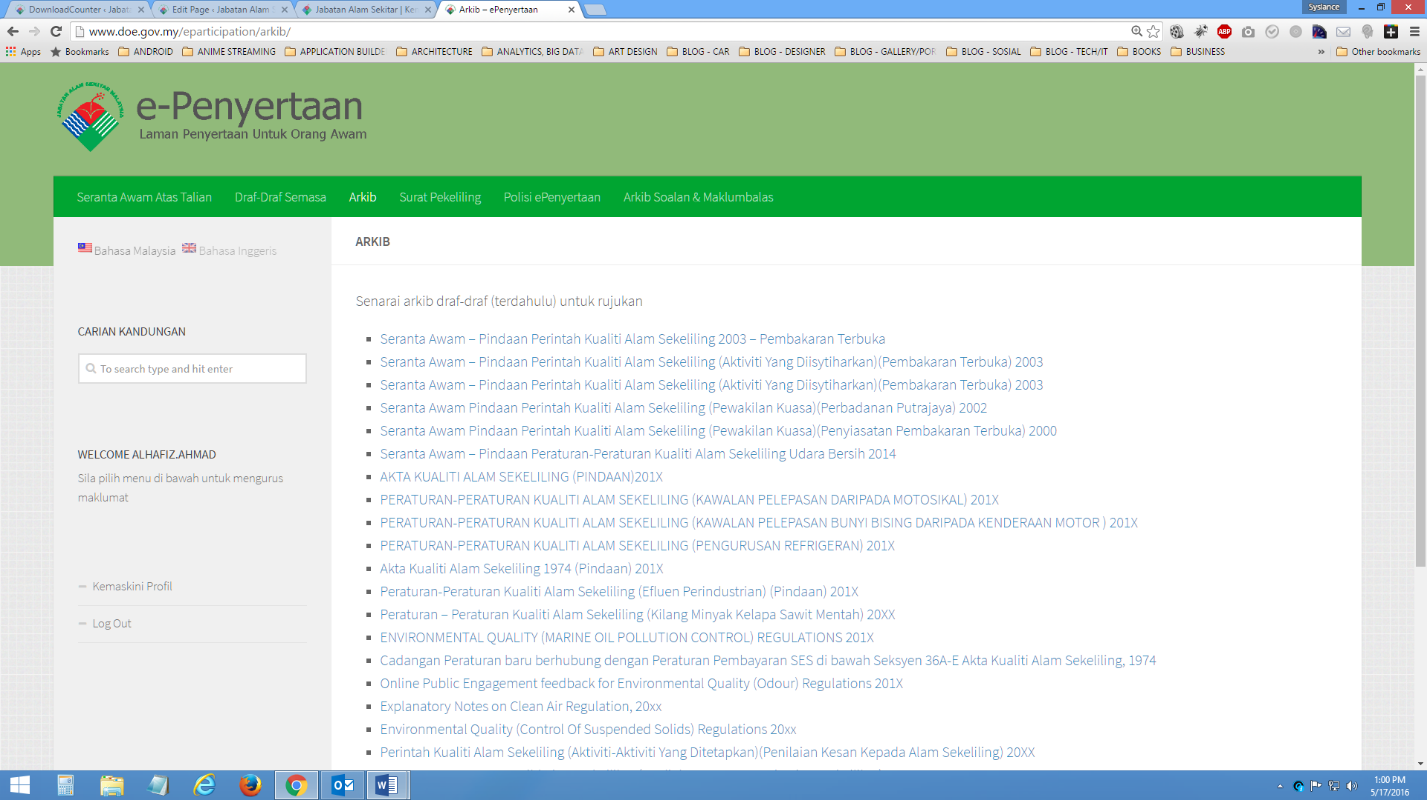 DownloadCounter ‹ Jabat
Edit Page ‹ Jabatan Alam S
Jabatan Alam Sekitar | Ke
Arkib – ePenyertaan
Sysiance
www.doe.gov.my/eparticipation/arkib/
Apps
Bookmarks
ANDROID
ANIME STREAMING
APPLICATION BUILDE
ARCHITECTURE
ANALYTICS, BIG DATA
ART DESIGN
BLOG - CAR
BLOG - DESIGNER
BLOG - GALLERY/POR
BLOG - SOSIAL
BLOG - TECH/IT
BOOKS
BUSINESS
»
Other bookmarks
JABATAN ALAM SEKITAR MALAYSIA
e-Penyertaan
Laman Penyertaan Untuk Orang Awam
Seranta Awam Atas Talian
Draf-Draf Semasa
Arkib
Surat Pekeliling
Polisi ePenyertaan
Arkib Soalan & Maklumbalas
Bahasa Malaysia
Bahasa Inggeris
CARIAN KANDUNGAN
To search type and hit enter
WELCOME ALHAFIZ.AHMAD
Sila pilih menu di bawah untuk mengurus
maklumat
Kemaskini Profil
Log Out
ARKIB
Senarai arkib draf-draf (terdahulu) untuk rujukan
Seranta Awam – Pindaan Perintah Kualiti Alam Sekeliling 2003 – Pembakaran Terbuka
Seranta Awam – Pindaan Perintah Kualiti Alam Sekeliling (Aktiviti Yang Diisytiharkan)(Pembakaran Terbuka) 2003
Seranta Awam – Pindaan Perintah Kualiti Alam Sekeliling (Aktiviti Yang Diisytiharkan)(Pembakaran Terbuka) 2003
Seranta Awam Pindaan Perintah Kualiti Alam Sekeliling (Pewakilan Kuasa)(Perbadanan Putrajaya) 2002
Seranta Awam Pindaan Perintah Kualiti Alam Sekeliling (Pewakilan Kuasa)(Penyiasatan Pembakaran Terbuka) 2000
Seranta Awam – Pindaan Peraturan-Peraturan Kualiti Alam Sekeliling Udara Bersih 2014
AKTA KUALITI ALAM SEKELILING (PINDAAN)201X
PERATURAN-PERATURAN KUALITI ALAM SEKELILING (KAWALAN PELEPASAN DARIPADA MOTOSIKAL) 201X
PERATURAN-PERATURAN KUALITI ALAM SEKELILING (KAWALAN PELEPASAN BUNYI BISING DARIPADA KENDERAAN MOTOR ) 201X
PERATURAN-PERATURAN KUALITI ALAM SEKELILING (PENGURUSAN REFRIGERAN) 201X
Akta Kualiti Alam Sekeliling 1974 (Pindaan) 201X
Peraturan-Peraturan Kualiti Alam Sekeliling (Efluen Perindustrian) (Pindaan) 201X
Peraturan – Peraturan Kualiti Alam Sekeliling (Kilang Minyak Kelapa Sawit Mentah) 20XX
ENVIRONMENTAL QUALITY (MARINE OIL POLLUTION CONTROL) REGULATIONS 201X
Cadangan Peraturan baru berhubung dengan Peraturan Pembayaran SES di bawah Seksyen 36A-E Akta Kualiti Alam Sekeliling, 1974
Online Public Engagement feedback for Environmental Quality (Odour) Regulations 201X
Explanatory Notes on Clean Air Regulation, 20xx
Environmental Quality (Control Of Suspended Solids) Regulations 20xx
Perintah Kualiti Alam Sekeliling (Aktiviti-Aktiviti Yang Ditetapkan)(Penilaian Kesan Kepada Alam Sekeliling) 20XX
1:00 PM
5/17/2016